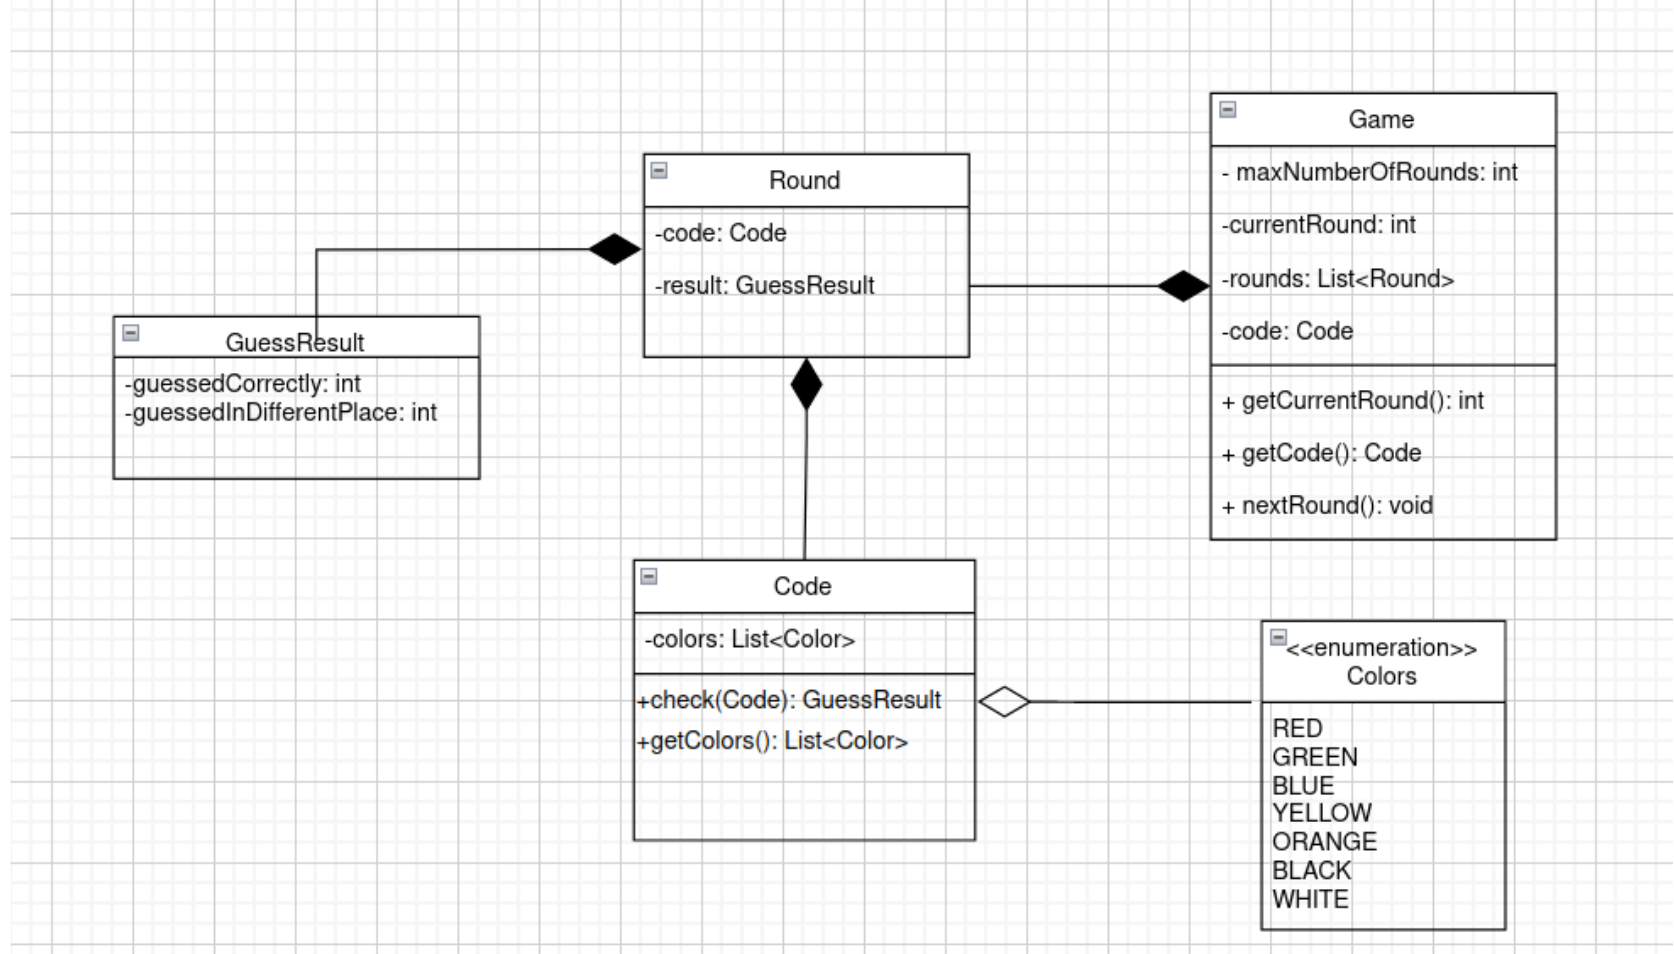 Game
- maxNumberOfRounds: int
-currentRound: int
-rounds: List<Round>
-code: Code
+ getCurrentRound(): int
+ getCode(): Code
+ nextRound(): void
Round
-code: Code
-result: GuessResult
GuessResult
-guessedCorrectly: int
-guessedInDifferentPlace: int
Code
-colors: List<Color>
+check(Code): GuessResult
+getColors(): List<Color>
<<enumeration>>
Colors
RED
GREEN
BLUE
YELLOW
ORANGE
BLACK
WHITE